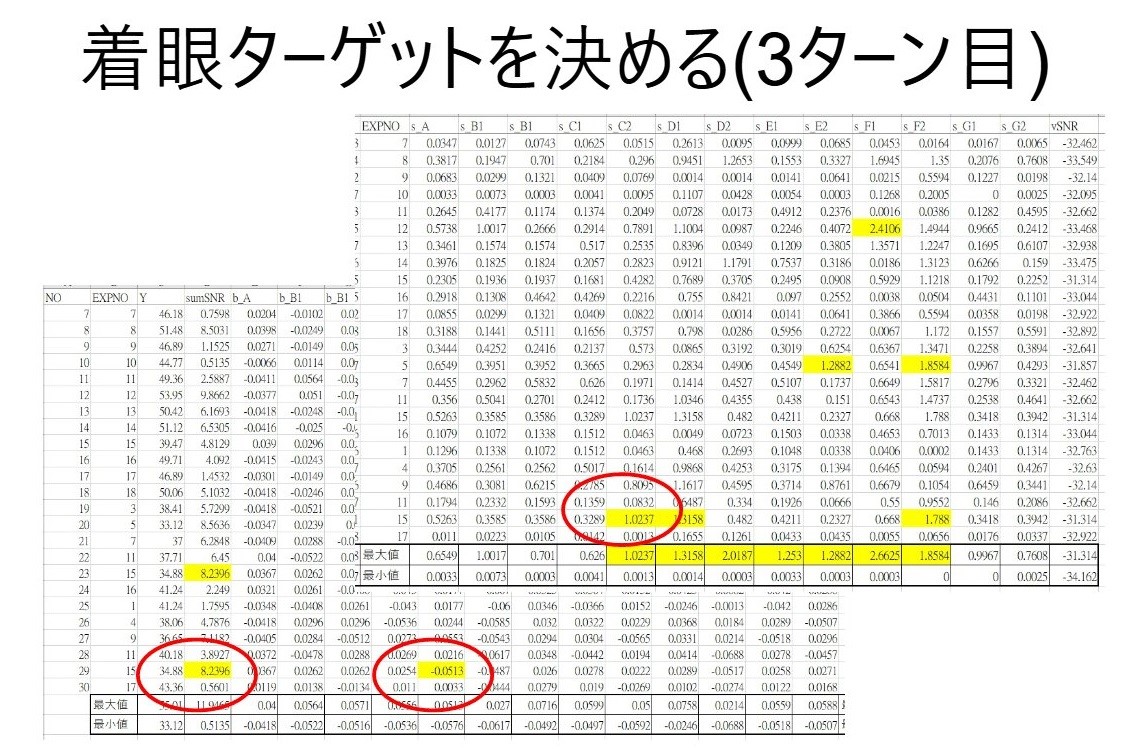 着眼ターゲットを決める(3ターン目)
EXPNO s_A s_B1 s_B1 s_C1 s_C2 s_D1 s_D2 s_E1 s_E2 s_F1 s_F2 s_G1 s_G2 vSNR
7 0.0347 0.0127 0.0743 0.0625 0.0515 0.2613 0.0095 0.0999 0.0685 0.0453 0.0164 0.0167 0.0065 -32.462
8 0.3817 0.1947 0.701 0.2184 0.296 0.9451 1.2653 0.1553 0.3327 1.6945 1.35 0.2076 0.7608 -33.549
9 0.0683 0.0299 0.1321 0.0409 0.0769 0.0014 0.0014 0.0141 0.0641 0.0215 0.5594 0.1227 0.0198 -32.14
10 0.0033 0.0073 0.0003 0.0041 0.0095 0.1107 0.0428 0.0054 0.0003 0.1268 0.2005 0 0.0025 -32.095
11 0.2645 0.4177 0.1174 0.1374 0.2049 0.0728 0.0173 0.4912 0.2376 0.0016 0.0386 0.1282 0.4595 -32.662
12 0.5738 1.0017 0.2666 0.2914 0.7891 1.1004 0.0987 0.2246 0.4072 2.4106 1.4944 0.9665 0.2412 -33.468
13 0.3461 0.1574 0.1574 0.517 0.2535 0.8396 0.0349 0.1209 0.3805 1.3571 1.2247 0.1695 0.6107 -32.938
14 0.3976 0.1825 0.1824 0.2057 0.2823 0.9121 1.1791 0.7537 0.3186 0.0186 1.3123 0.6266 0.159 -33.475
15 0.2305 0.1936 0.1937 0.1681 0.4282 0.7689 0.3705 0.2495 0.0908 0.5929 1.1218 0.1792 0.2252 -31.314
16 0.2918 0.1308 0.4642 0.4269 0.2216 0.755 0.8421 0.097 0.2552 0.0038 0.0504 0.4431 0.1101 -33.044
17 0.0855 0.0299 0.1321 0.0409 0.0822 0.0014 0.0014 0.0141 0.0641 0.3866 0.5594 0.0358 0.0198 -32.922
18 0.3188 0.1441 0.5111 0.1656 0.3757 0.798 0.0286 0.5956 0.2722 0.0067 1.172 0.1557 0.5591 -32.892
3 0.3444 0.4252 0.2416 0.2137 0.573 0.0865 0.3192 0.3019 0.6254 0.6367 1.3471 0.2258 0.3894 -32.641
5 0.6549 0.3951 0.3952 0.3665 0.2963 0.2834 0.4906 0.4549 1.2882 0.6541 1.8584 0.9967 0.4293 -31.857
7 0.4455 0.2962 0.5832 0.626 0.1971 0.1414 0.4527 0.5107 0.1737 0.6649 1.5817 0.2796 0.3321 -32.462
11 0.356 0.5041 0.2701 0.2412 0.1736 0.1046 0.4355 0.438 0.151 0.6543 1.4737 0.2538 0.4641 -32.662
15 0.5263 0.3585 0.3586 0.3289 1.0237 1.3158 0.482 0.4211 0.2327 0.668 1.788 0.3418 0.3942 -31.314
16 0.1079 0.1072 0.1338 0.1512 0.0463 0.0049 0.0723 0.1503 0.0338 0.4653 0.7013 0.1433 0.1314 -33.044
1 0.1296 0.1338 0.1072 0.1512 0.0463 0.468 0.2693 0.1048 0.0338 0.0406 0.0002 0.1433 0.1314 -32.763
4 0.3705 0.2561 0.2562 0.5017 0.1614 0.9868 0.4253 0.3175 0.1394 0.6465 0.0594 0.2401 0.4267 -32.63
9 0.4686 0.3081 0.6215 0.2785 0.8095 1.1617 0.4595 0.3714 0.8761 0.6679 0.1054 0.6459 0.3441 -32.14
11 0.1794 0.2332 0.1593 0.1359 0.0832 0.334 0.1926 0.0666 0.55 0.9552 0.146 0.2086 -32.662
15 0.5263 0.3585 0.3586 0.3289 1.0237 0.482 0.4211 0.2327 0.668 1.788 0.3418 0.3942 -31.314
17 0.011 0.0223 0.0105 0.0013 0.1655 0.1261 0.0433 0.0435 0.0055 0.0656 0.0176 0.0337 -32.922
最大値 0.6549 1.0017 0.701 0.626 1.0237 1.3158 2.0187 1.253 1.2882 2.6625 1.8584 0.9967 0.7608 -31.314
最小値 0.0033 0.0073 0.0003 0.0041 0.0013 0.0014 0.0003 0.0033 0.0003 0.0003 0 0 0.0025 -34.162
NO EXPNO Y sumSNR b_A b_B1 b_B1
7 7 46.18 0.7598 0.0204 -0.0102
8 8 51.48 8.5031 0.0398 -0.0249
9 9 46.89 1.1525 0.0271 -0.0149
10 10 44.77 0.5135 -0.0066 0.0114
11 11 49.36 2.5887 -0.0411 0.0564
12 12 53.95 9.8662 -0.0377 0.051
13 13 50.42 6.1693 -0.0418 -0.0248
14 14 51.12 6.5305 -0.0416 -0.025
15 15 39.47 4.8129 0.039 0.0296
16 16 49.71 4.092 -0.0415 -0.0243
17 17 46.89 1.4532 -0.0301 -0.0149
18 18 50.06 5.1032 -0.0418 -0.0246
19 3 38.41 5.7299 -0.0418 -0.0521
20 5 33.12 8.5636 -0.0347 0.0239
21 7 37 6.2848 -0.0409 0.0288
22 11 37.71 6.45 0.04 -0.0522
23 15 34.88 8.2396 0.0367 0.0262
24 16 41.24 2.249 0.0321 0.0261
25 1 41.24 1.7595 -0.0348 -0.0408 0.0261 -0.043 0.0177 -0.06 0.0346 -0.0366 0.0152 -0.0246 -0.0013 -0.042 0.0286
26 4 38.06 4.7876 -0.0418 0.0296 0.0296 -0.0536 0.0244 -0.0585 0.032 0.0322 0.0229 0.0368 0.0184 0.0289 -0.0507
27 9 36.65 7.1182 -0.0405 0.0284 -0.0512 0.0273 0.0553 -0.0543 0.0294 0.0304 -0.0565 0.0331 0.0214 -0.0518 0.0296
28 11 40.18 3.8927 -0.0372 -0.0478 0.0288 0.0269 0.0216 0.0348 -0.0442 0.0194 0.0414 -0.0688 0.0278 -0.0457
29 15 34.88 8.2396 0.0367 0.0262 0.0262 0.0254 -0.0513 0.026 0.0278 0.0222 0.0289 -0.0517 0.0258 0.0271
30 17 43.36 0.5601 0.0119 0.0138 -0.0134 0.011 0.0033 0.0279 0.019 -0.0269 0.0102 -0.0274 0.0122 0.0168
最大値 0.04 0.0564 0.0571 0.027 0.0716 0.0599 0.05 0.0758 0.0214 0.0559 0.0588
最小値 33.12 0.5135 -0.0418 -0.0522 -0.0516 -0.0536 -0.0576 -0.0617 -0.0492 -0.0497 -0.0592 -0.0246 -0.0688 -0.0518 -0.0507